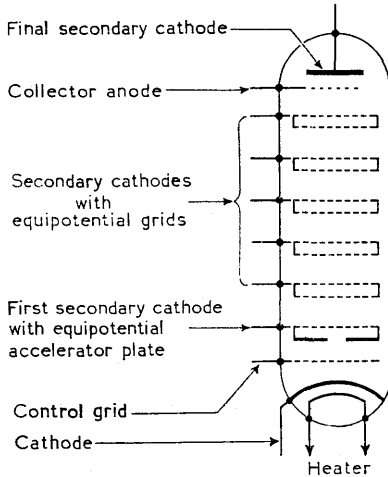 Final secondary cathode
Collector anode
Secondary cathodes
with
equipotential grids
First secondary cathode
with equipotential
accelerator plate
Control grid
Cathode
Heater